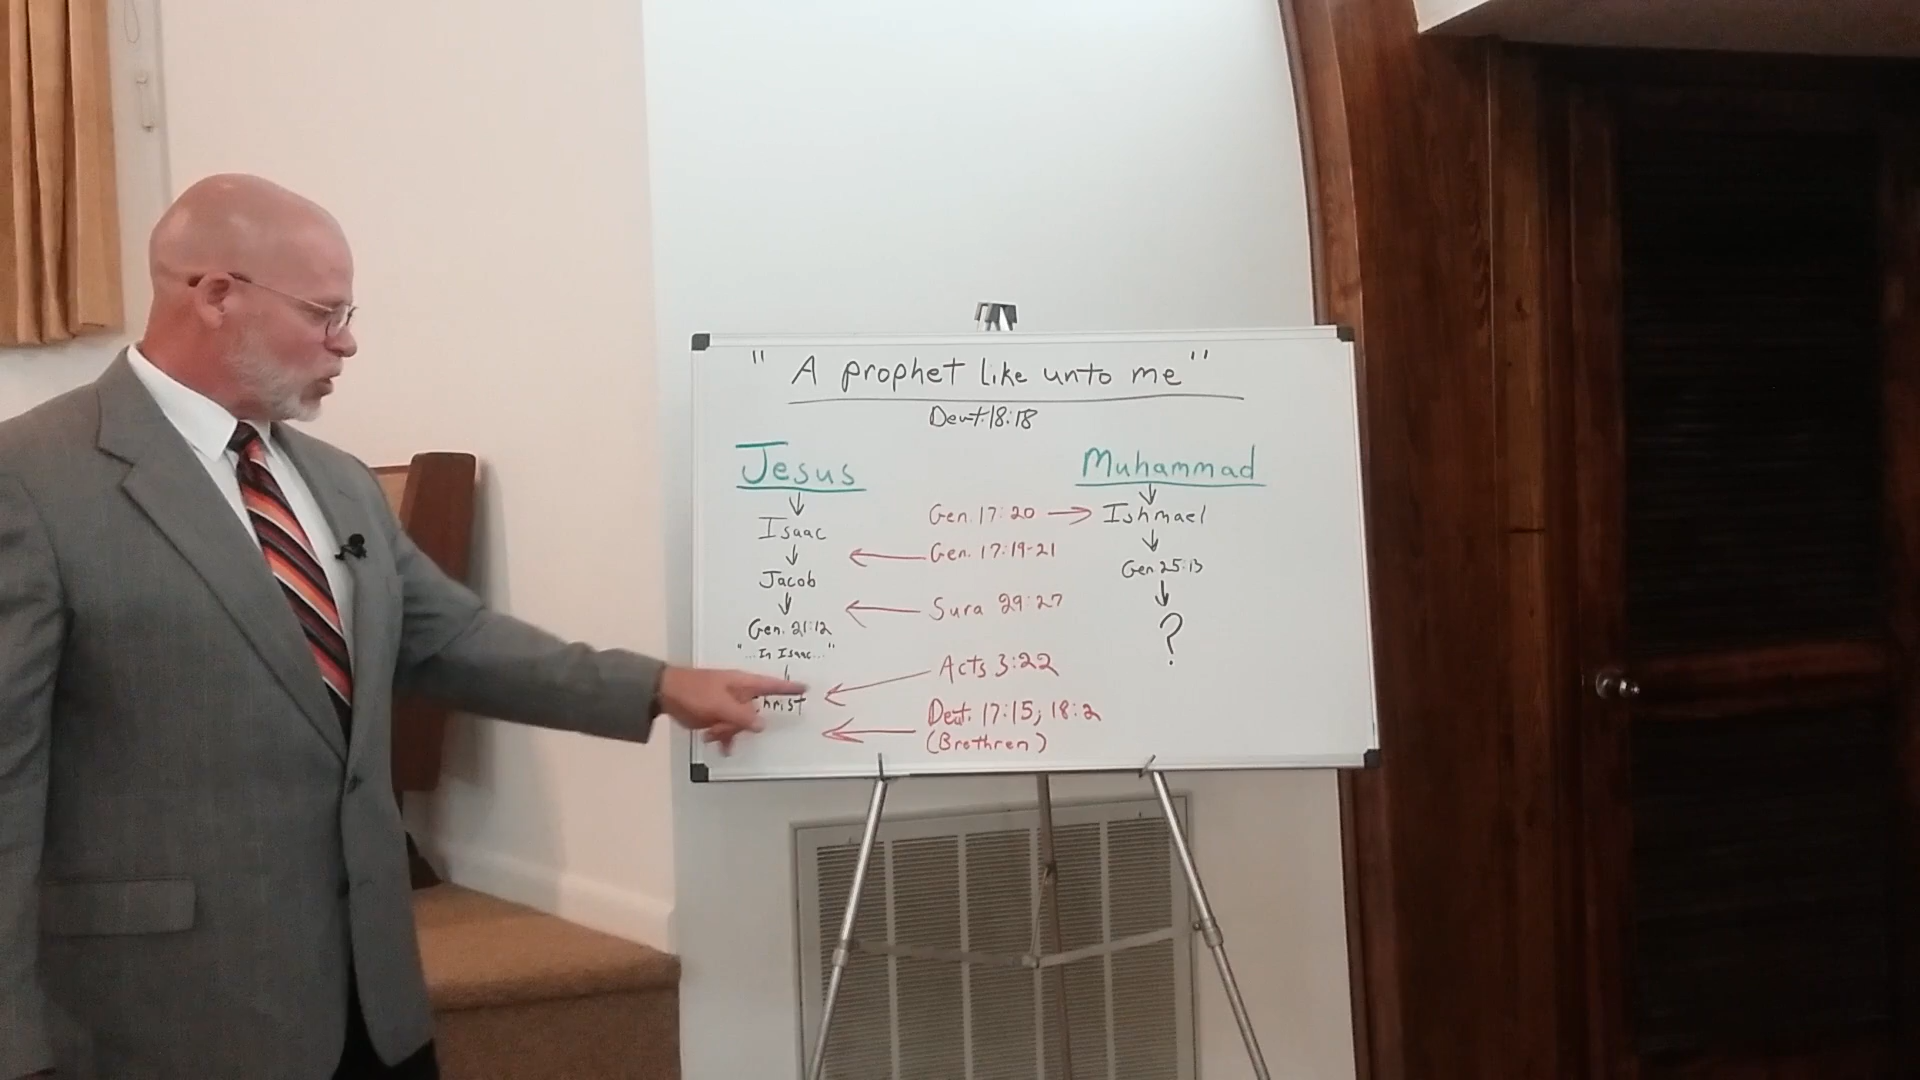 "A prophet like unto me"
Deut. 18:18
Jesus
Isaac
Jacob
Gen. 21:12
"...In Isaac..."
Christ
Gen. 17:20
Gen. 17:19-21
Sura 29:27
Acts 3:22
Deut. 17:15; 18:2
(Brethren)
Muhammad
Ishmael
Gen. 25:13
?